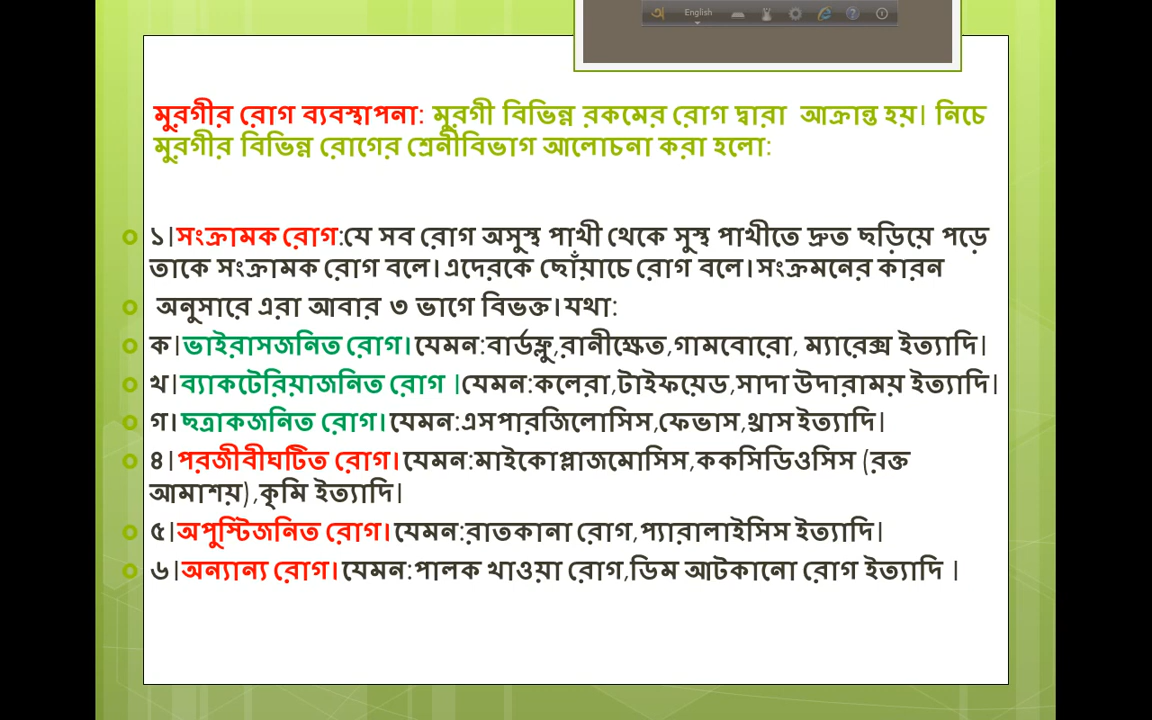 English
মুরগীর রোগ ব্যবস্থাপনা: মুরগী বিভিন্ন রকমের রোগ দ্বারা আক্রান্ত হয়। নিচে
মুরগীর বিভিন্ন রোগের শ্রেনীবিভাগ আলোচনা করা হলো:
১।সংক্রামক রোগ:যে সব রোগ অসুস্থ পাখী থেকে সুস্থ পাখীতে দ্রুত ছড়িয়ে পড়ে
তাকে সংক্রামক রোগ বলে।এদেরকে ছোঁয়াচে রোগ বলে।সংক্রমনের কারন
অনুসারে এরা আবার ৩ ভাগে বিভক্ত।যথা:
ক।ভাইরাসজনিত রোগ।যেমন:বার্ডফ্লু,রানীক্ষেত,গামবোরো, ম্যারেক্স ইত্যাদি।
খ।ব্যাকটেরিয়াজনিত রোগ।যেমন:কলেরা,টাইফয়েড,সাদা উদারাময় ইত্যাদি।
গ। ছত্রাকজনিত রোগ।যেমন:এসপারজিলোসিস,ফেভাস,থ্রাস ইত্যাদি।
৪।পরজীবীঘটিত রোগ।যেমন:মাইকোপ্লাজমোসিস,ককসিডিওসিস (রক্ত
আমাশয়),কৃমি ইত্যাদি।
৫।অপুস্টিজনিত রোগ। যেমন:রাতকানা রোগ,প্যারালাইসিস ইত্যাদি।
৬।অন্যান্য রোগ।যেমন:পালক খাওয়া রোগ,ডিম আটকানো রোগ ইত্যাদি ।